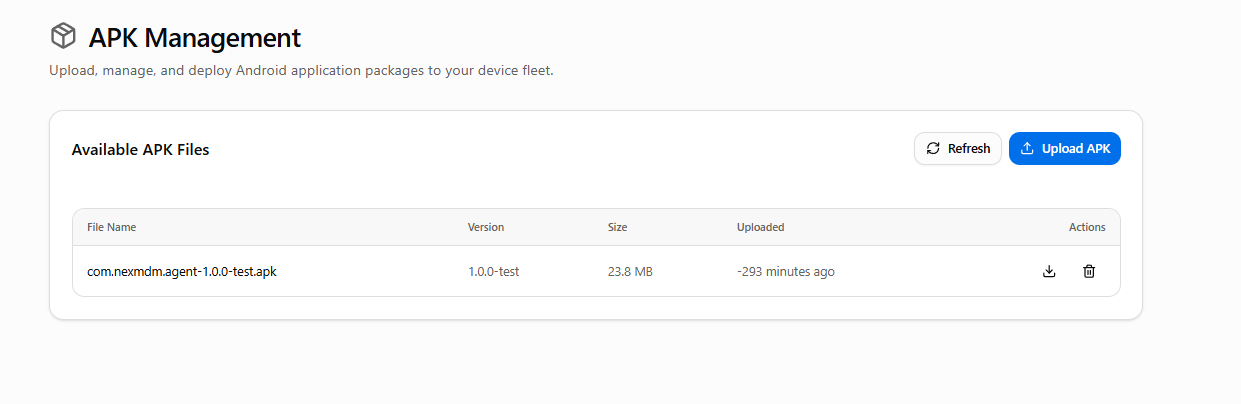 APK Management
Upload, manage, and deploy Android application packages to your device fleet.
Available APK Files
Refresh
Upload APK
File Name Version Size Uploaded Actions
com.nexmdm.agent-1.0.0-test.apk 1.0.0-test 23.8 MB -293 minutes ago